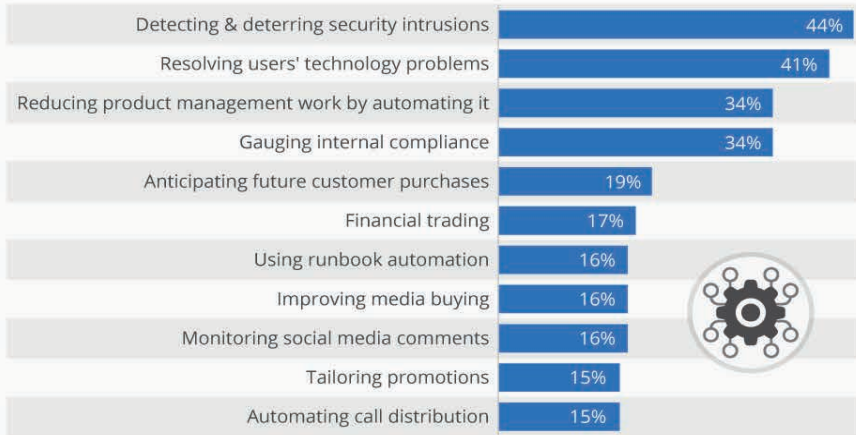 Detecting & deterring security intrusions 44%
Resolving users' technology problems 41%
Reducing product management work by automating it 34%
Gauging internal compliance 34%
Anticipating future customer purchases 19%
Financial trading 17%
Using runbook automation 16%
Improving media buying 16%
Monitoring social media comments 16%
Tailoring promotions 15%
Automating call distribution 15%